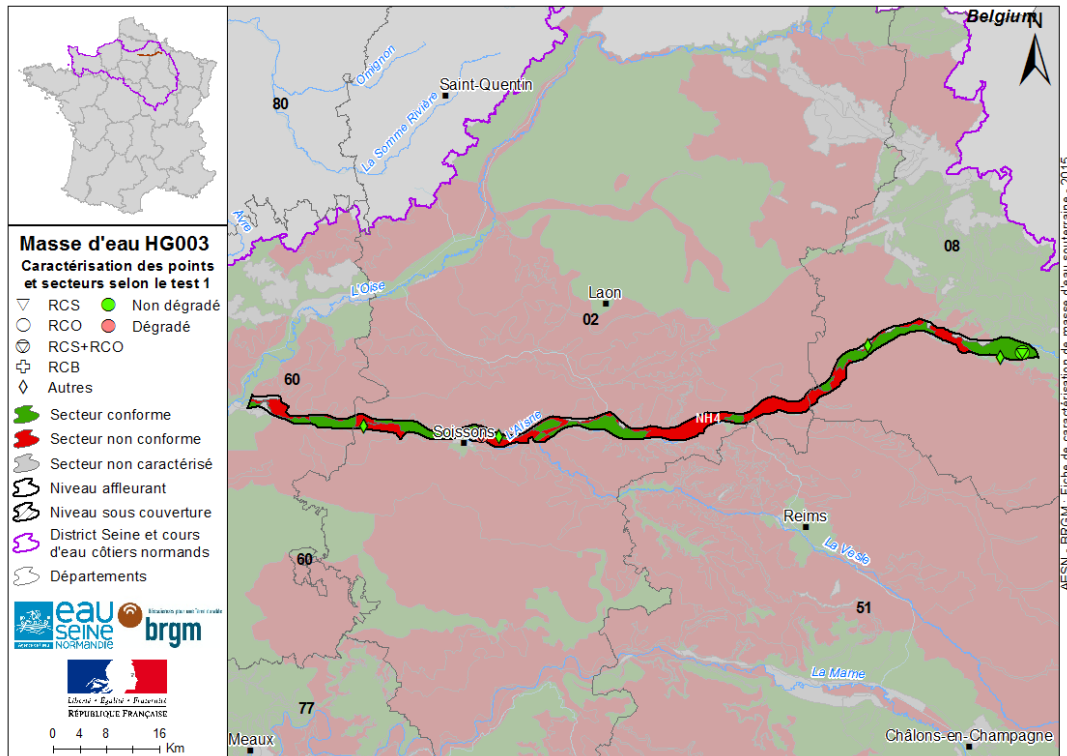 Masse d'eau HG003
Caractérisation des points
et secteurs selon le test 1
RCS
Non dégradé
RCO
Dégradé
RCS+RCO
RCB
Autres
Secteur conforme
Secteur non conforme
Secteur non caractérisé
Niveau affleurant
Niveau sous couverture
District Seine et cours
d'eau côtiers normands
Départements
eau
SEINE
NORMANDIE
brgm
Liberté • Égalité • Fraternité
RÉPUBLIQUE FRANÇAISE
0 4 8 16
Km
Belgium
N
Omignon
Saint-Quentin
80
La Somme Rivière
Avre
08
L'Oise
Laon
02
60
NH4
L'Aisne
Soissons
Reims
La Vesle
60
51
La Marne
77
Meaux
Châlons-en-Champagne
AESN - BRGM - Fiche de caractérisation de masse d'eau souterraine - 2015